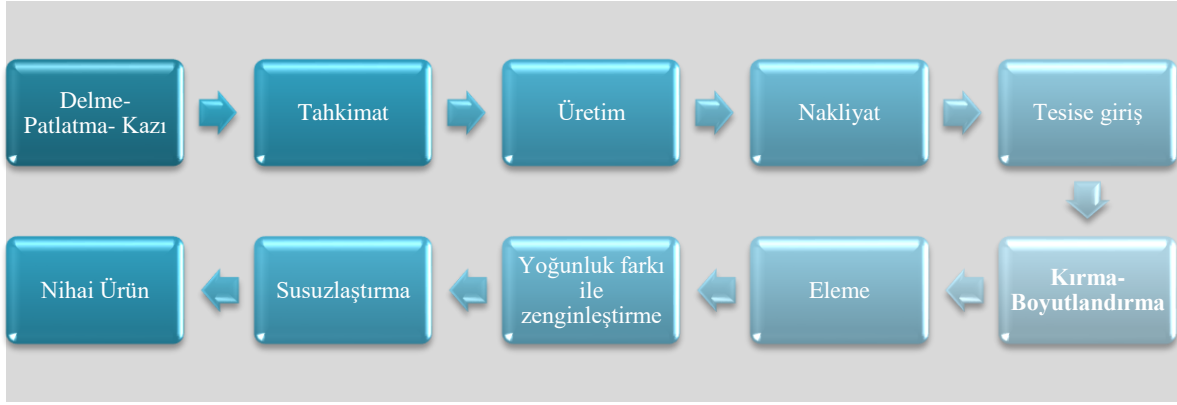 Delme-
Patlatma- Kazı
Tahkimat
Üretim
Nakliyat
Tesise giriş
Kırma-
Boyutlandırma
Eleme
Yoğunluk farkı
ile
zenginleştirme
Susuzlaştırma
Nihai Ürün